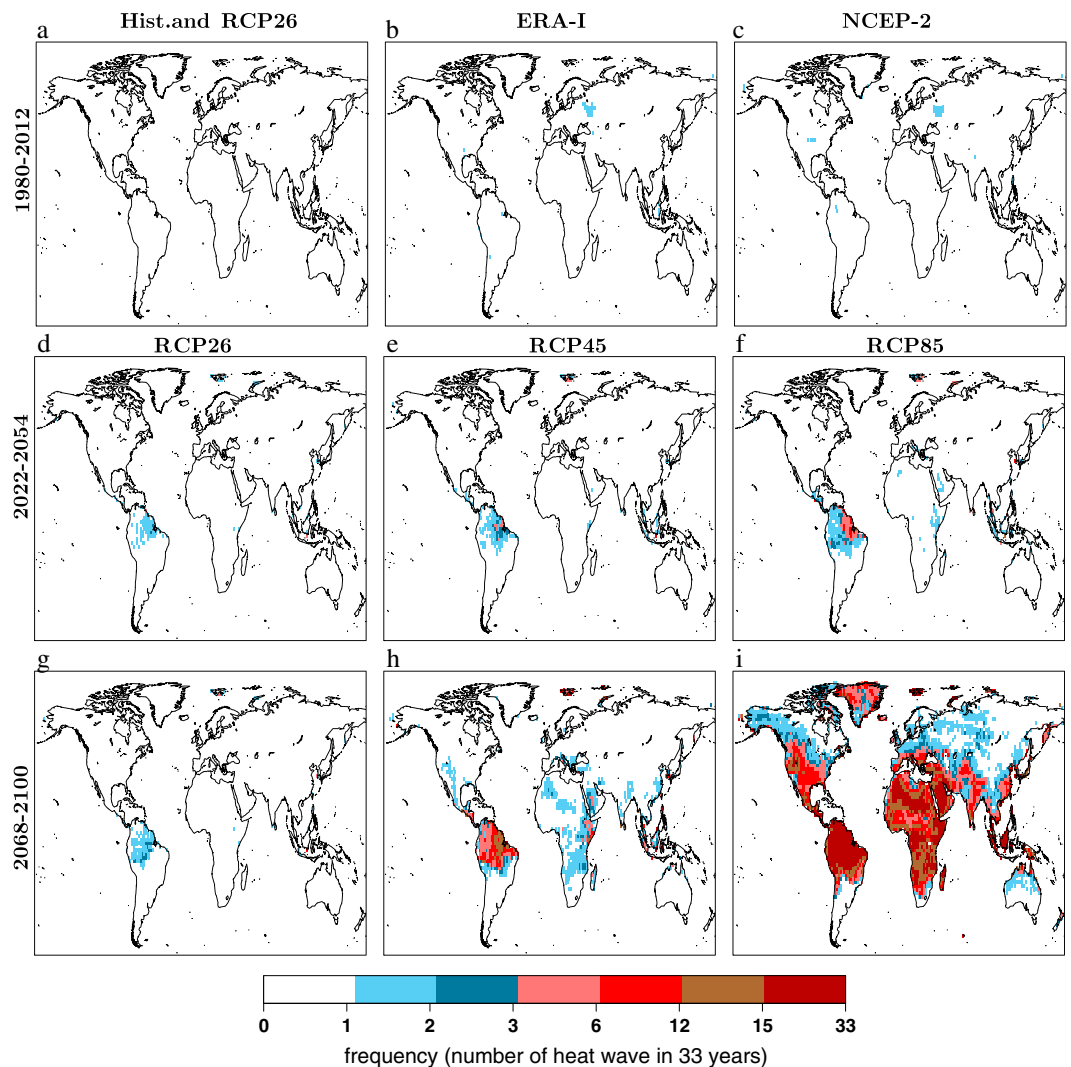 a Hist.and RCP26
b ERA-I
c NCEP-2
1980-2012
d RCP26
e RCP45
f RCP85
2022-2054
g
h
i
2068-2100
0 1 2 3 6 12 15 33
frequency (number of heat wave in 33 years)